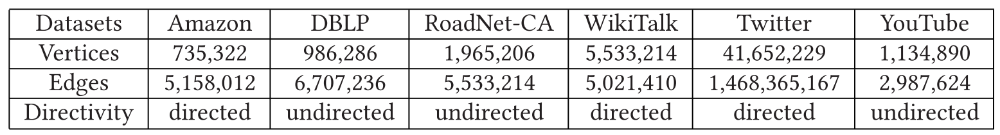 Datasets Amazon DBLP RoadNet-CA WikiTalk Twitter YouTube
Vertices 735,322 986,286 1,965,206 5,533,214 41,652,229 1,134,890
Edges 5,158,012 6,707,236 5,533,214 5,021,410 1,468,365,167 2,987,624
Directivity directed undirected undirected directed directed undirected